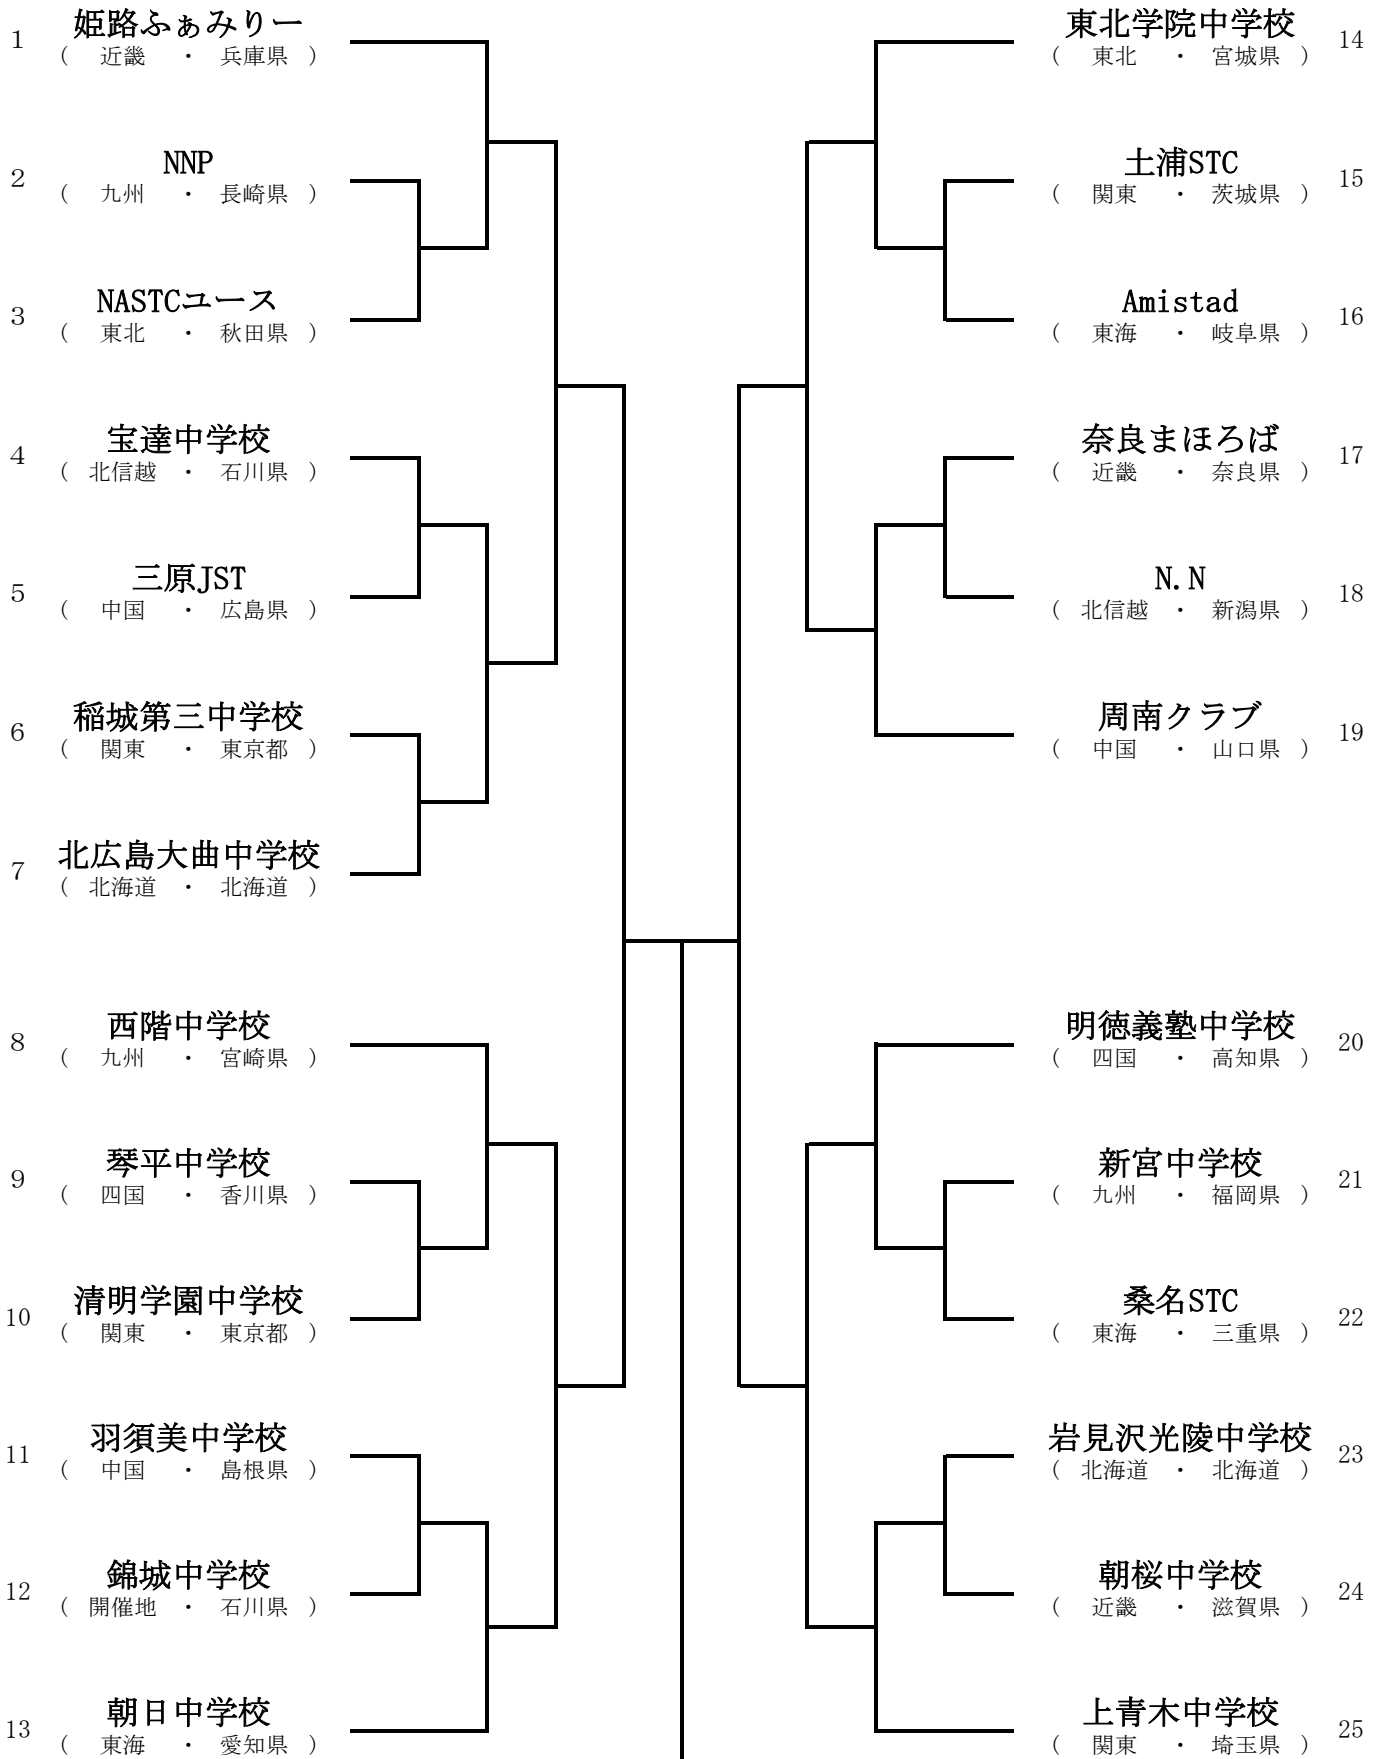 1 姫路ふぁみりー
( 近畿 ・ 兵庫県 )
2 NNP
( 九州 ・ 長崎県 )
3 NASTCユース
( 東北 ・ 秋田県 )
4 宝達中学校
( 北信越 ・ 石川県 )
5 三原JST
( 中国 ・ 広島県 )
6 稲城第三中学校
( 関東 ・ 東京都 )
7 北広島大曲中学校
( 北海道 ・ 北海道 )
8 西階中学校
( 九州 ・ 宮崎県 )
9 琴平中学校
( 四国 ・ 香川県 )
10 清明学園中学校
( 関東 ・ 東京都 )
11 羽須美中学校
( 中国 ・ 島根県 )
12 錦城中学校
( 開催地 ・ 石川県 )
13 朝日中学校
( 東海 ・ 愛知県 )
東北学院中学校 14
( 東北 ・ 宮城県 )
土浦STC 15
( 関東 ・ 茨城県 )
Amistad 16
( 東海 ・ 岐阜県 )
奈良まほろば 17
( 近畿 ・ 奈良県 )
N.N 18
( 北信越 ・ 新潟県 )
周南クラブ 19
( 中国 ・ 山口県 )
明徳義塾中学校 20
( 四国 ・ 高知県 )
新宮中学校 21
( 九州 ・ 福岡県 )
桑名STC 22
( 東海 ・ 三重県 )
岩見沢光陵中学校 23
( 北海道 ・ 北海道 )
朝桜中学校 24
( 近畿 ・ 滋賀県 )
上青木中学校 25
( 関東 ・ 埼玉県 )